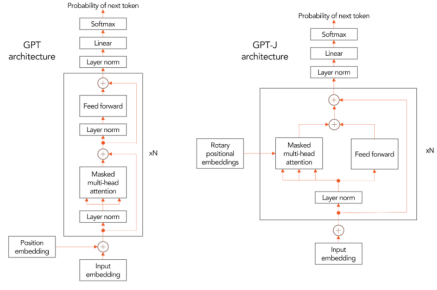 Probability of next token
Softmax
GPT
architecture
Linear
Layer norm
+
Feed forward
Layer norm
+
xN
Masked
multi-head
attention
Layer norm
Position
embedding
+
Input
embedding
Probability of next token
Softmax
GPT-J
architecture
Linear
Layer norm
+
+
Rotary
positional
embeddings
Masked
multi-head
attention
Feed forward
xN
Layer norm
+
Input
embedding